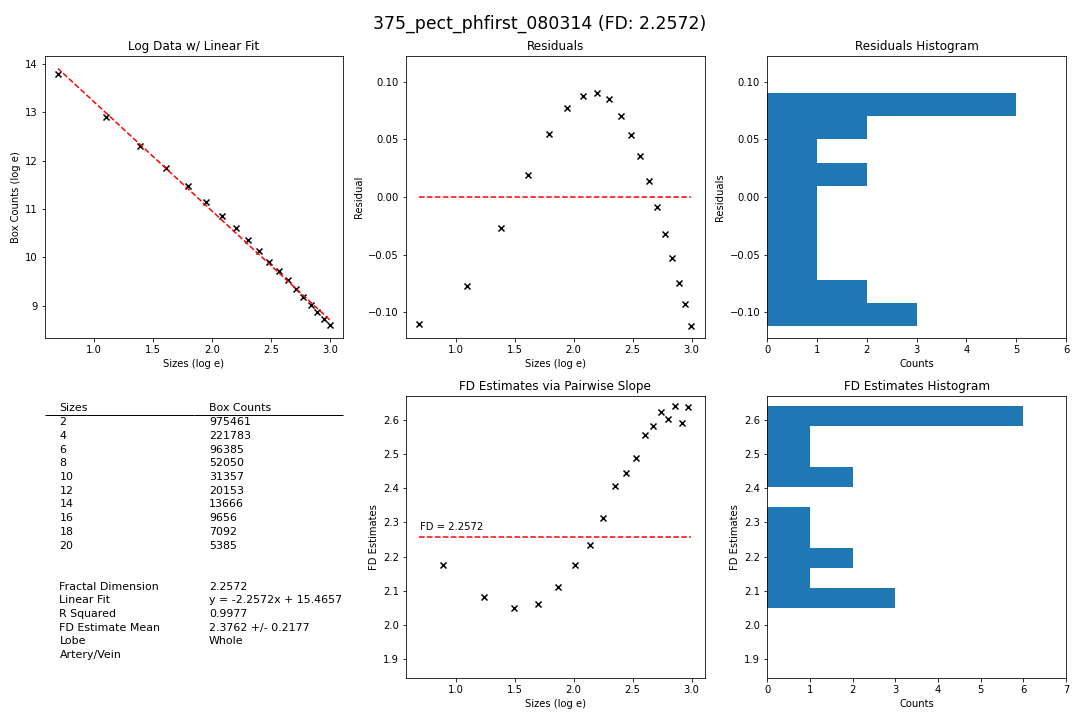 375_pect_phfirst_080314 (FD: 2.2572)
Log Data w/ Linear Fit
Box Counts (log e)
14
13
12
11
10
9
1.0 1.5 2.0 2.5 3.0
Sizes (log e)
Residuals
Residual
0.10
0.05
0.00
−0.05
−0.10
1.0 1.5 2.0 2.5 3.0
Sizes (log e)
Residuals Histogram
Residuals
0.10
0.05
0.00
−0.05
−0.10
0 1 2 3 4 5 6
Counts
Sizes Box Counts
2 975461
4 221783
6 96385
8 52050
10 31357
12 20153
14 13666
16 9656
18 7092
20 5385
Fractal Dimension 2.2572
Linear Fit y = -2.2572x + 15.4657
R Squared 0.9977
FD Estimate Mean 2.3762 +/- 0.2177
Lobe Whole
Artery/Vein
FD Estimates via Pairwise Slope
FD Estimates
2.6
2.5
2.4
2.3
2.2
2.1
2.0
1.9
FD = 2.2572
1.0 1.5 2.0 2.5 3.0
Sizes (log e)
FD Estimates Histogram
FD Estimates
2.6
2.5
2.4
2.3
2.2
2.1
2.0
1.9
0 1 2 3 4 5 6 7
Counts